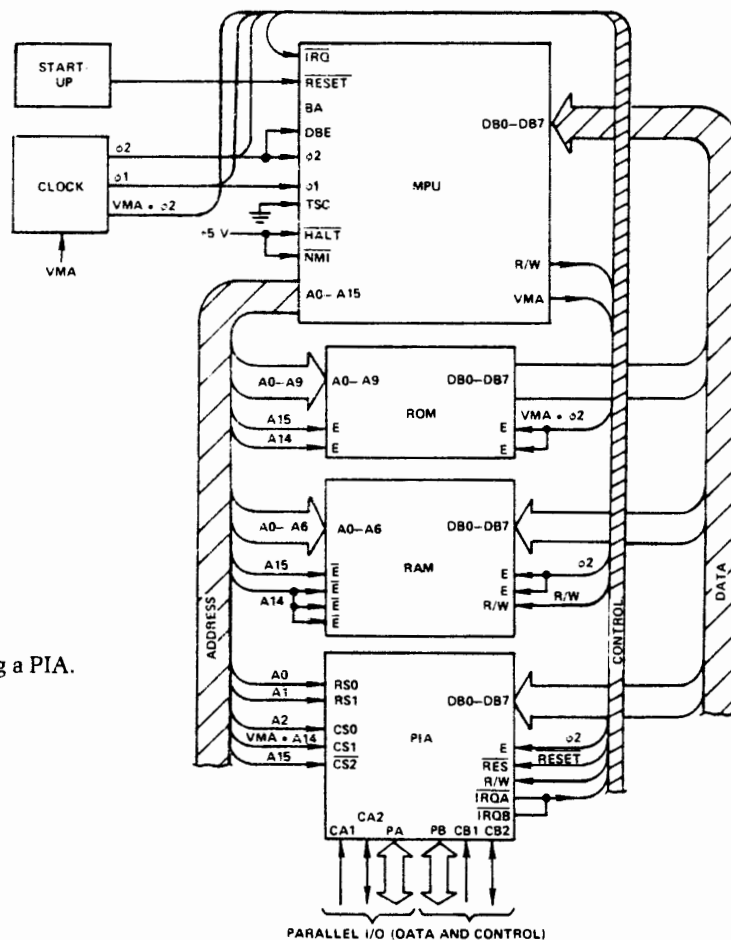 START-UP
CLOCK
ϕ2
ϕ1
VMA • ϕ2
VMA
+5 V
IRQ
RESET
BA
DBE
ϕ2
ϕ1
TSC
HALT
NMI
A0–A15
MPU
DB0–DB7
R/W
VMA
A0–A9
A15
A14
A0–A9
E
E
ROM
DB0–DB7
E
E
VMA • ϕ2
A0–A6
A15
A14
A0–A6
E
E
E
E
RAM
DB0–DB7
E
E
R/W
ϕ2
R/W
ADDRESS
CONTROL
DATA
g a PIA.
A0
A1
A2
VMA • A14
A15
RS0
RS1
CS0
CS1
CS2
PIA
DB0–DB7
E
RES
R/W
IRQA
IRQB
ϕ2
RESET
CA1
CA2
PA
PB
CB1
CB2
PARALLEL I/O (DATA AND CONTROL)